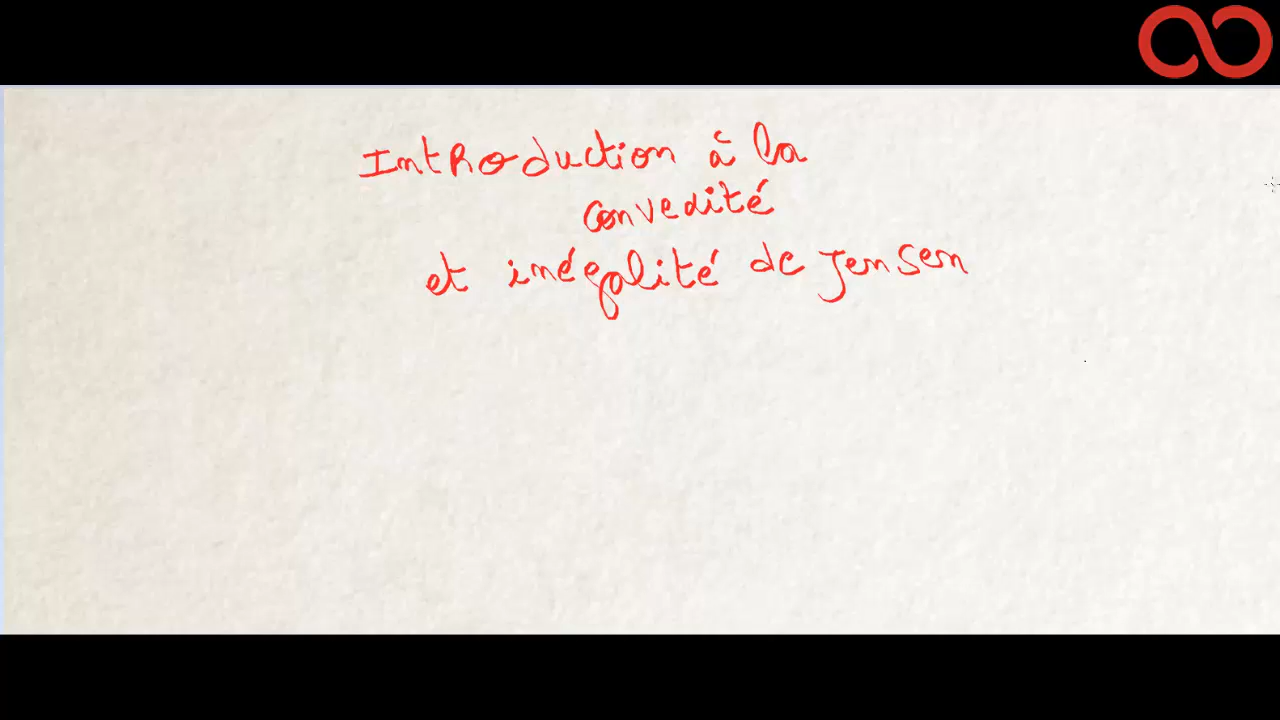 Introduction à la
convexité
et inégalité de Jensen